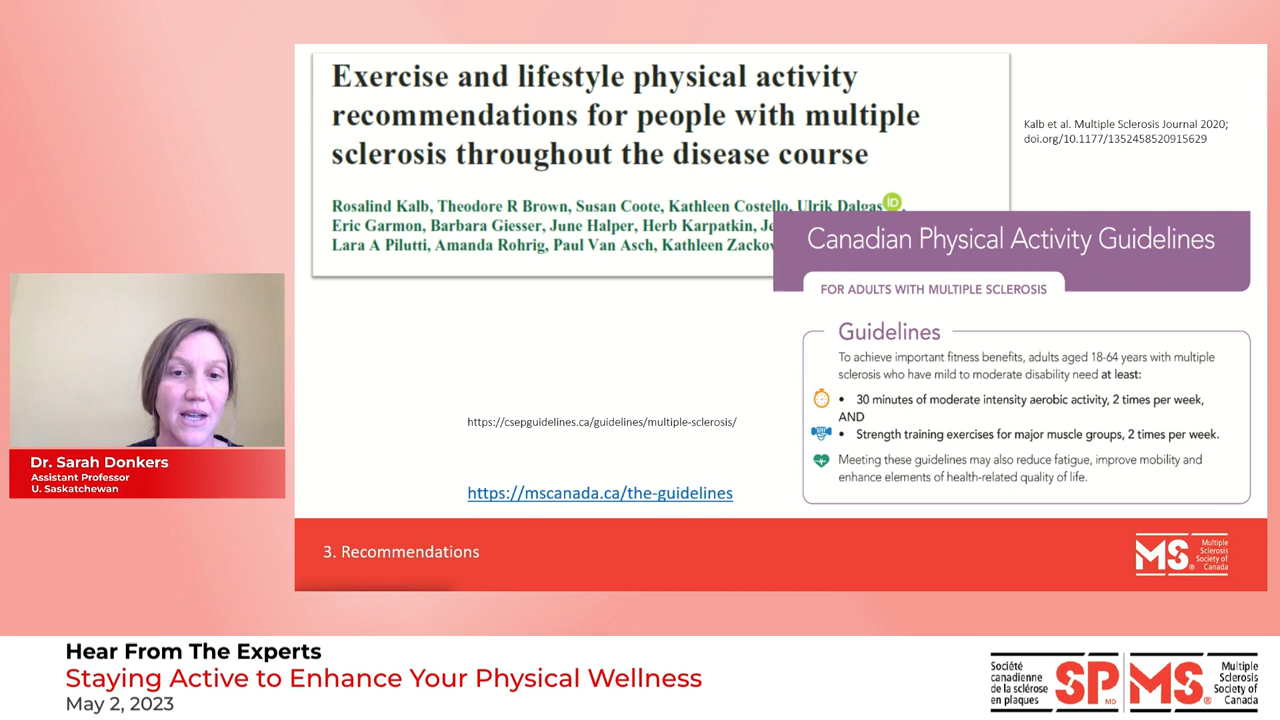 Exercise and lifestyle physical activity
recommendations for people with multiple
sclerosis throughout the disease course
Rosalind Kalb, Theodore R Brown, Susan Coote, Kathleen Costello, Ulrik Dalgas iD,
Eric Garmon, Barbara Giesser, June Halper, Herb Karpatkin,
Lara A Pilutti, Amanda Rohrig, Paul Van Asch, Kathleen
Kalb et al. Multiple Sclerosis Journal 2020;
doi.org/10.1177/1352458520915629
Canadian Physical Activity Guidelines
FOR ADULTS WITH MULTIPLE SCLEROSIS
Guidelines
To achieve important fitness benefits, adults aged 18-64 years with multiple
sclerosis who have mild to moderate disability need at least:
• 30 minutes of moderate intensity aerobic activity, 2 times per week,
AND
• Strength training exercises for major muscle groups, 2 times per week.
Meeting these guidelines may also reduce fatigue, improve mobility and
enhance elements of health-related quality of life.
https://csepguidelines.ca/guidelines/multiple-sclerosis/
https://mscanada.ca/the-guidelines
Dr. Sarah Donkers
Assistant Professor
U. Saskatchewan
3. Recommendations
MS®
Multiple
Sclerosis
Society of
Canada
Hear From The Experts
Staying Active to Enhance Your Physical Wellness
May 2, 2023
Société
canadienne
de la sclérose
en plaques
SP MD
MS®
Multiple
Sclerosis
Society of
Canada